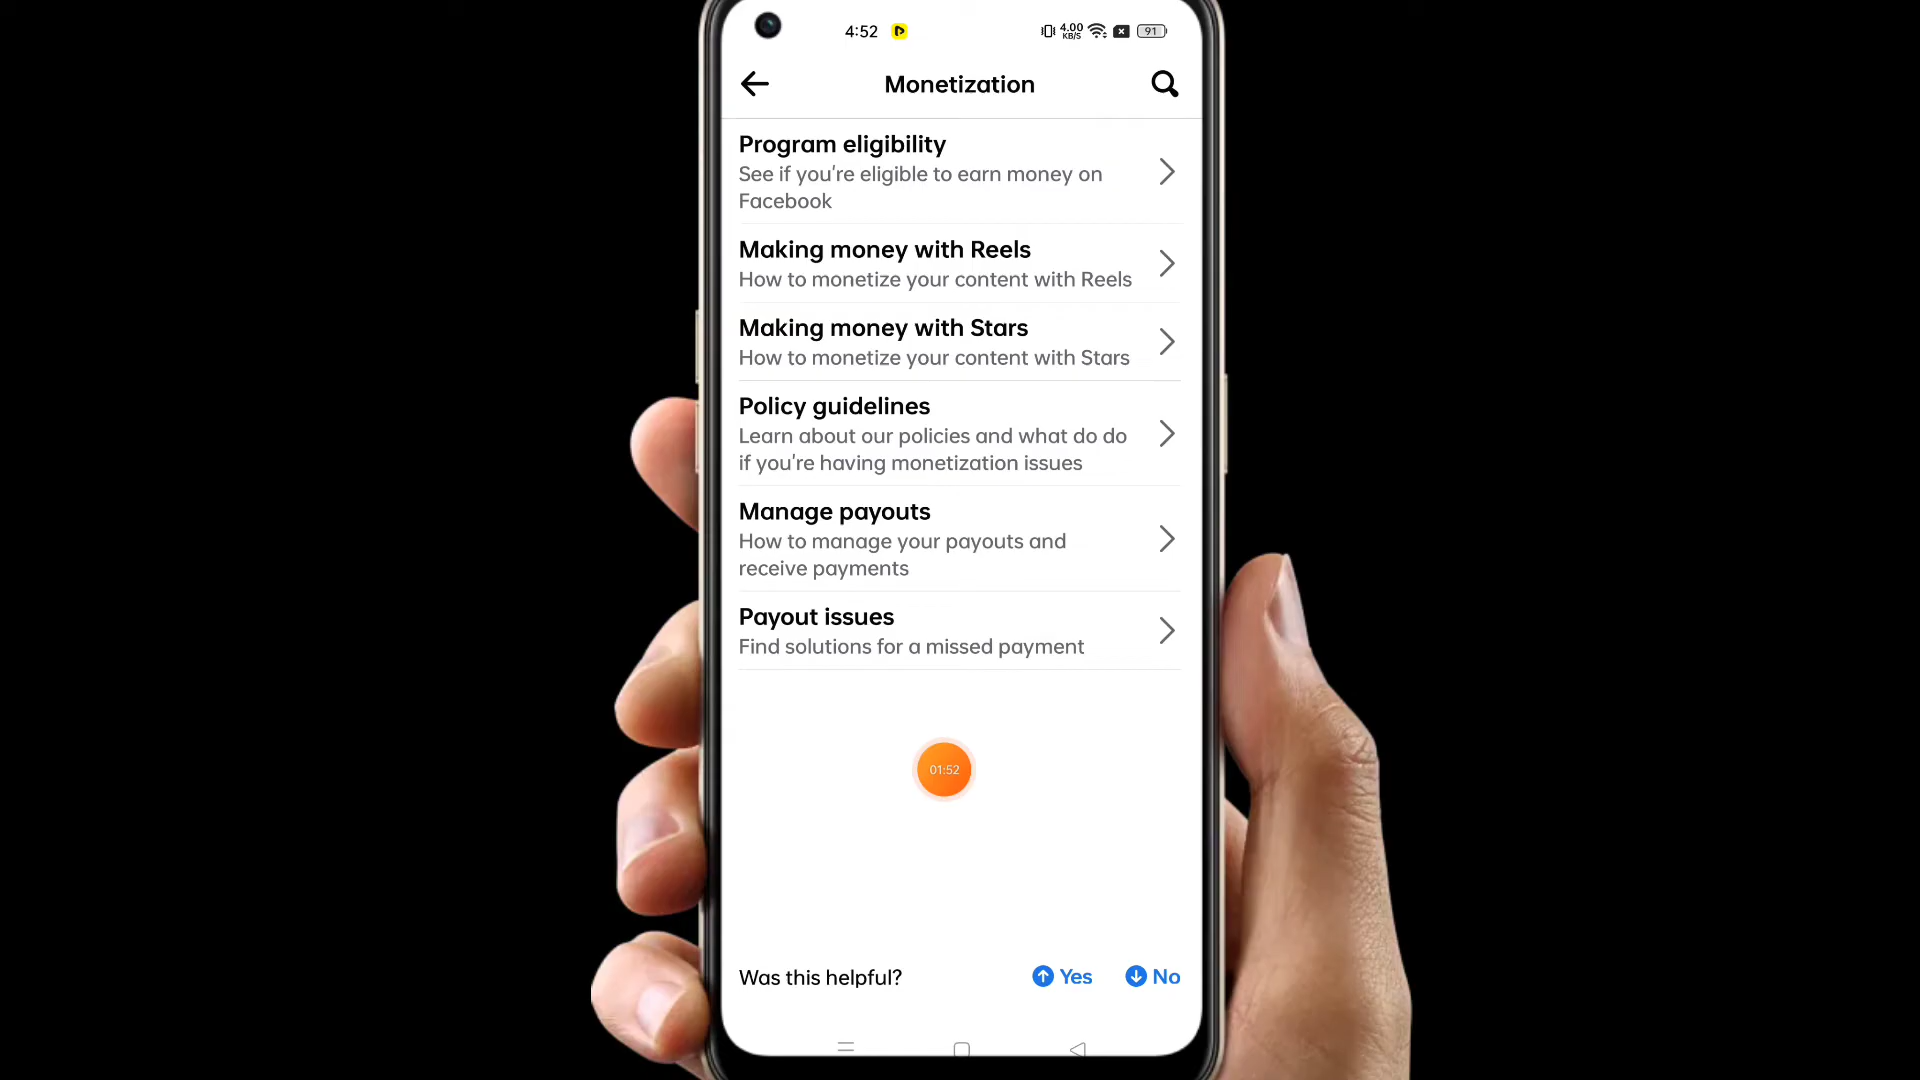 4:52
4.00
KB/S
91
Monetization
Program eligibility
See if you're eligible to earn money on
Facebook
Making money with Reels
How to monetize your content with Reels
Making money with Stars
How to monetize your content with Stars
Policy guidelines
Learn about our policies and what do do
if you're having monetization issues
Manage payouts
How to manage your payouts and
receive payments
Payout issues
Find solutions for a missed payment
01:52
Was this helpful?
Yes
No